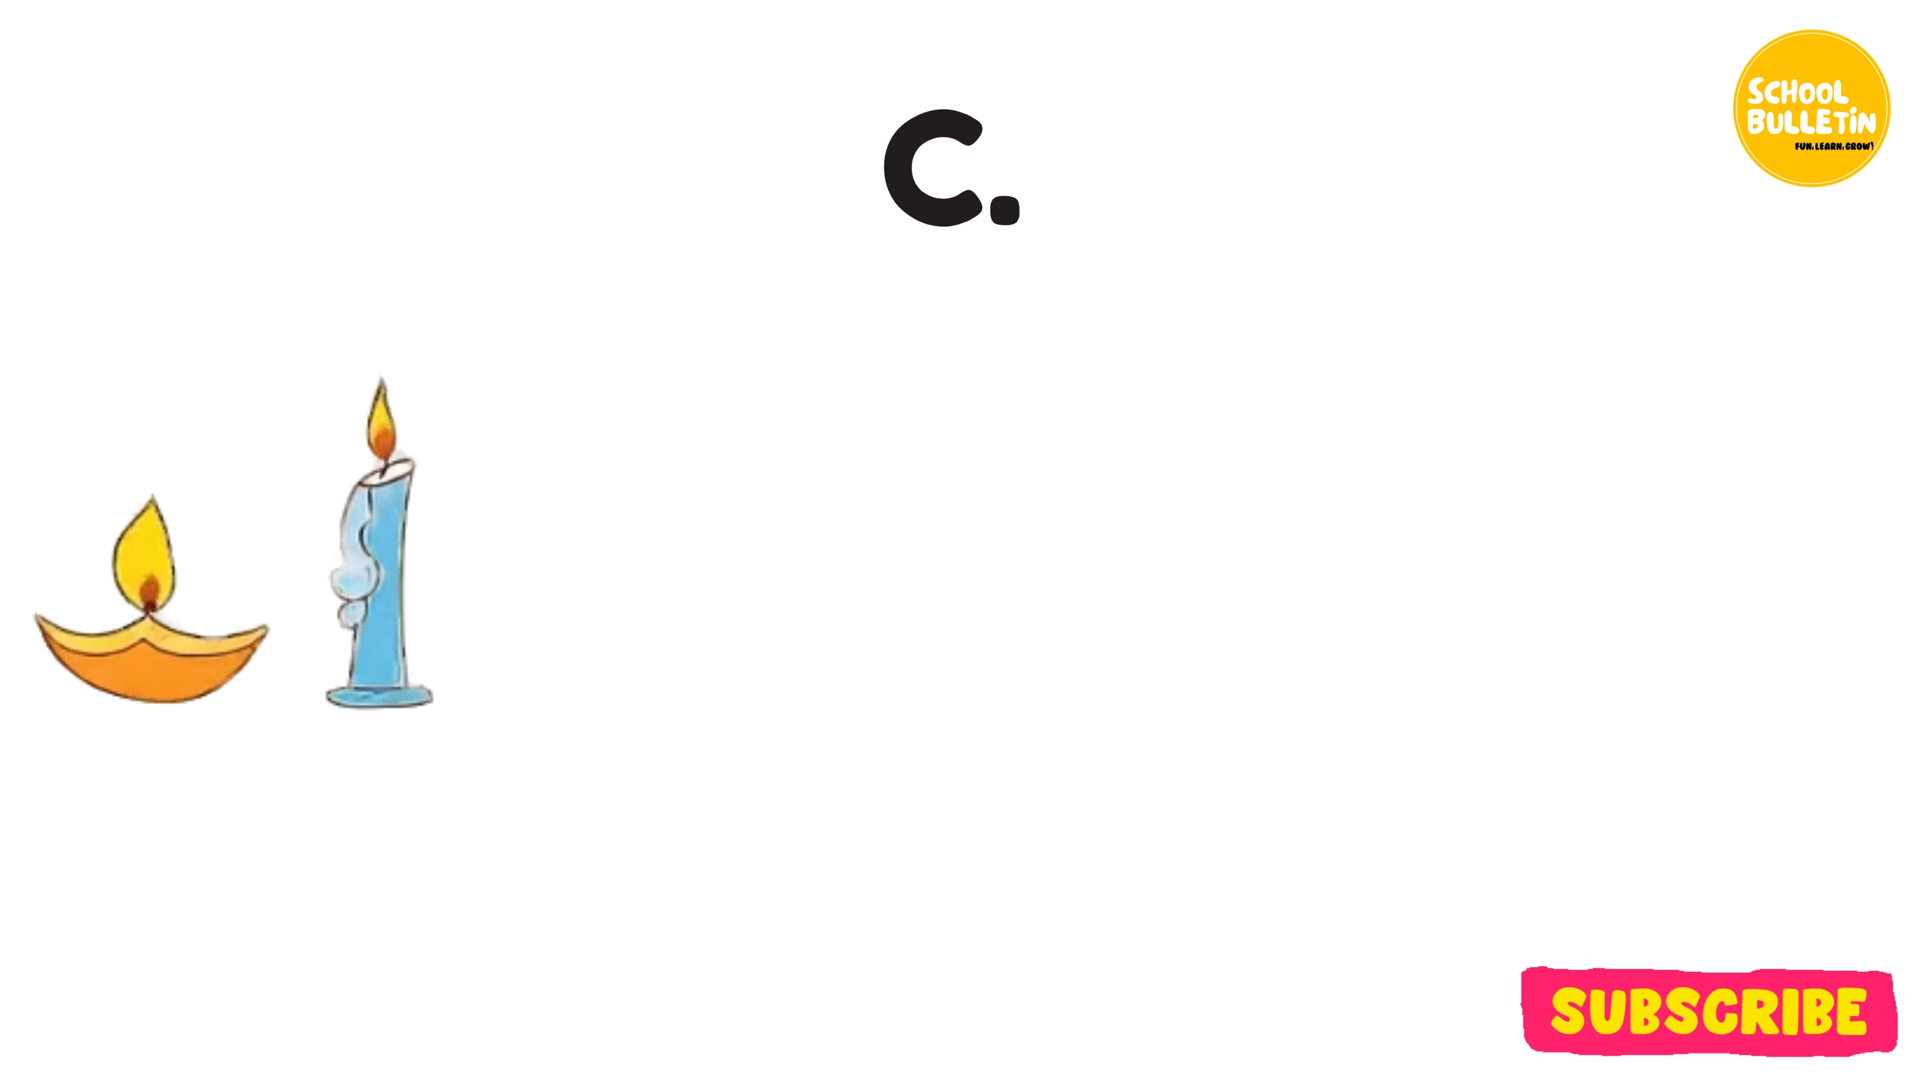 C.
SCHOOL
BULLETiN
FUN. LEARN. GROW!
SUBSCRIBE